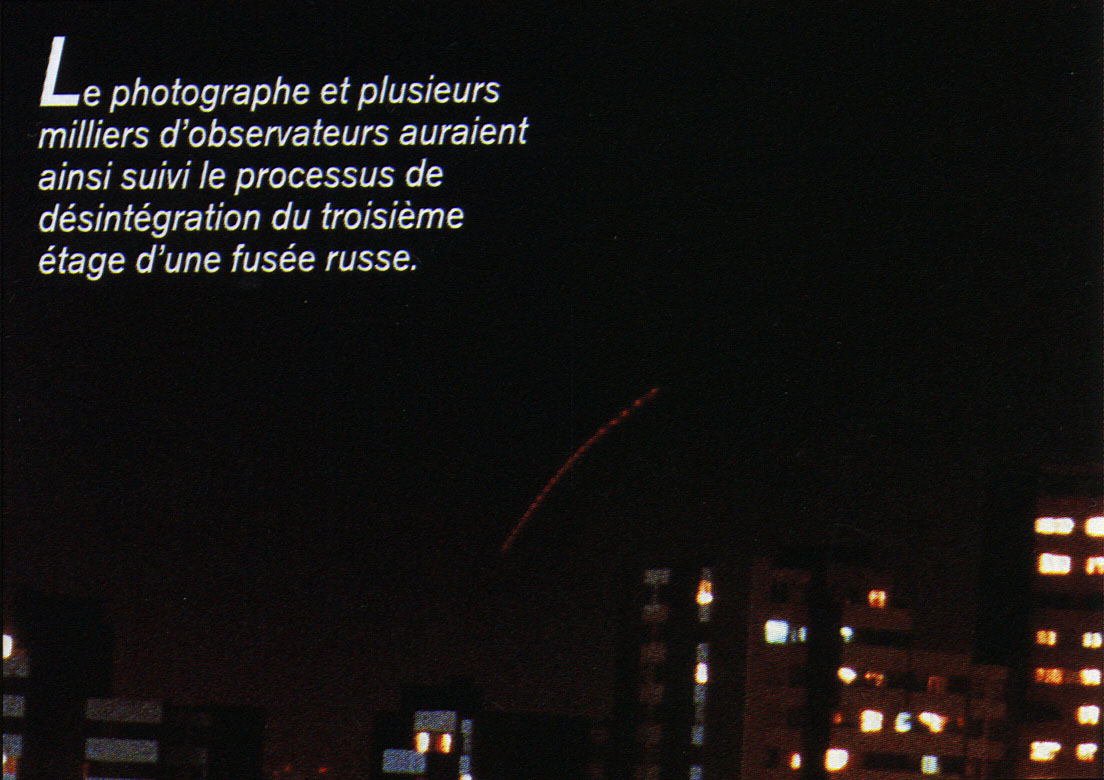 Le photographe et plusieurs
milliers d'observateurs auraient
ainsi suivi le processus de
désintégration du troisième
étage d'une fusée russe.